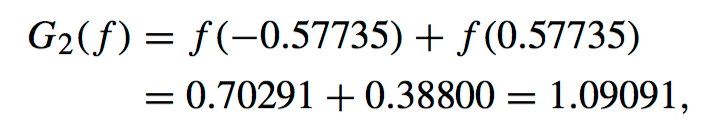 G₂(f) = f(−0.57735) + f(0.57735)
= 0.70291 + 0.38800 = 1.09091,